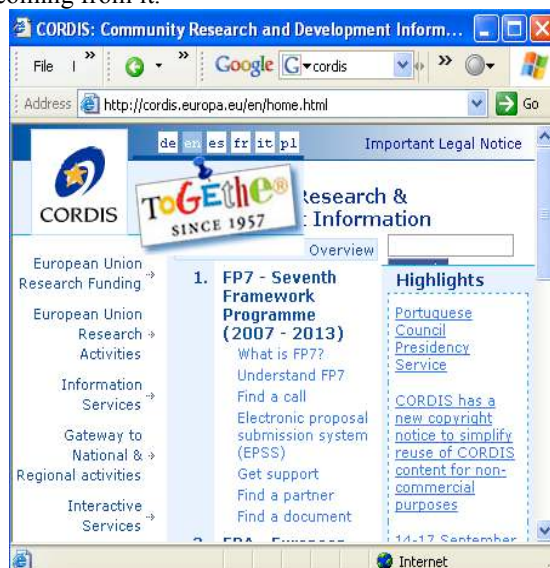 coming from it.
CORDIS: Community Research and Development Inform...
File
Google G cordis
Address http://cordis.europa.eu/en/home.html Go
de en es fr it pl Important Legal Notice
CORDIS
ToGEthe®
SINCE 1957
Research &
t Information
Overview
European Union
Research Funding
European Union
Research
Activities
Information
Services
Gateway to
National &
Regional activities
Interactive
Services
1. FP7 - Seventh
Framework
Programme
(2007 - 2013)
What is FP7?
Understand FP7
Find a call
Electronic proposal
submission system
(EPSS)
Get support
Find a partner
Find a document
Highlights
Portuguese
Council
Presidency
Service
CORDIS has a
new copyright
notice to simplify
reuse of CORDIS
content for non-
commercial
purposes
14-17 September
Internet